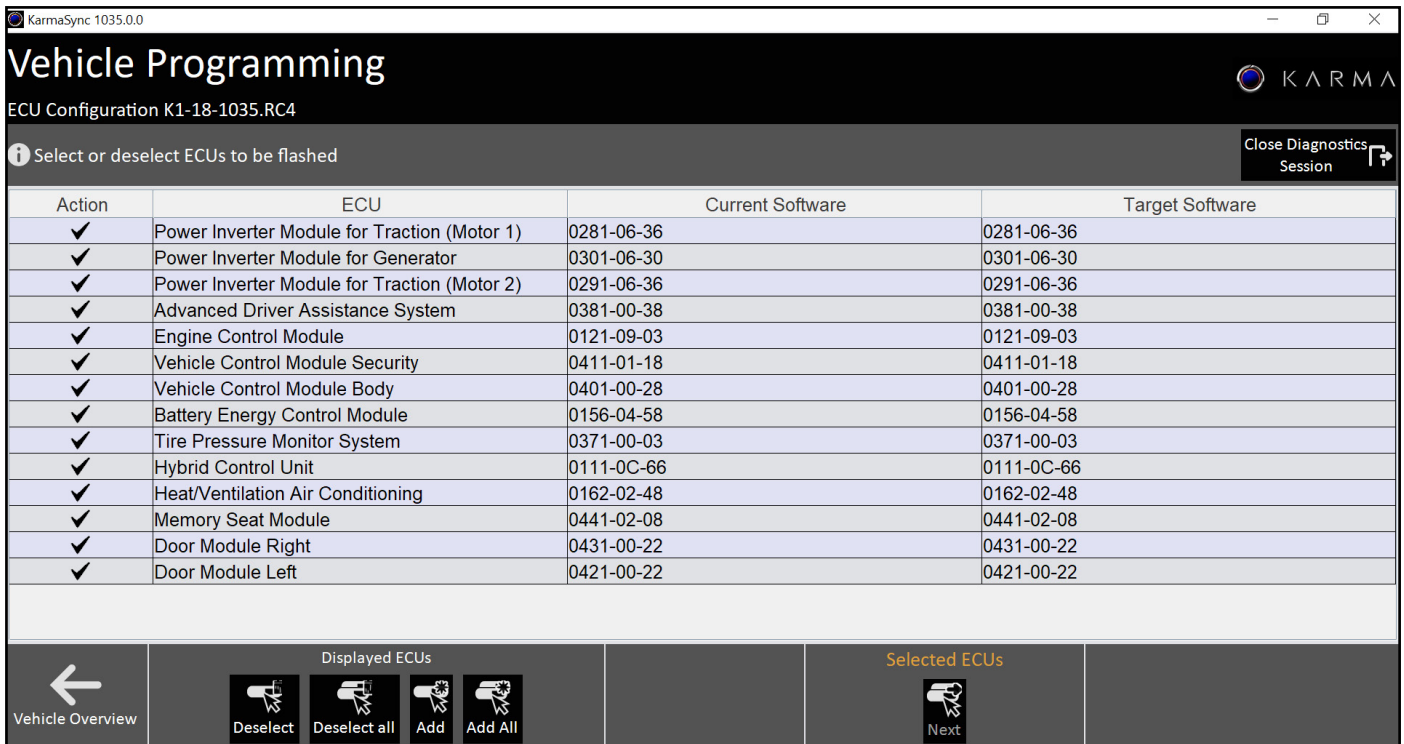 KarmaSync 1035.0.0
Vehicle Programming
KARMA
ECU Configuration K1-18-1035.RC4
Select or deselect ECUs to be flashed
Close Diagnostics
Session
Action ECU Current Software Target Software
Power Inverter Module for Traction (Motor 1) 0281-06-36 0281-06-36
Power Inverter Module for Generator 0301-06-30 0301-06-30
Power Inverter Module for Traction (Motor 2) 0291-06-36 0291-06-36
Advanced Driver Assistance System 0381-00-38 0381-00-38
Engine Control Module 0121-09-03 0121-09-03
Vehicle Control Module Security 0411-01-18 0411-01-18
Vehicle Control Module Body 0401-00-28 0401-00-28
Battery Energy Control Module 0156-04-58 0156-04-58
Tire Pressure Monitor System 0371-00-03 0371-00-03
Hybrid Control Unit 0111-0C-66 0111-0C-66
Heat/Ventilation Air Conditioning 0162-02-48 0162-02-48
Memory Seat Module 0441-02-08 0441-02-08
Door Module Right 0431-00-22 0431-00-22
Door Module Left 0421-00-22 0421-00-22
Displayed ECUs Selected ECUs
Vehicle Overview Deselect Deselect all Add Add All Next